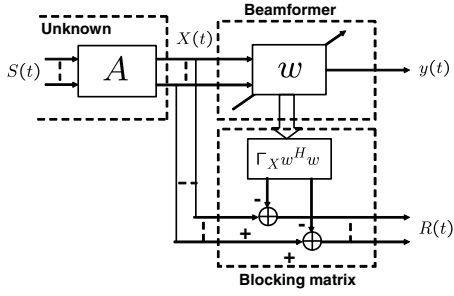 Beamformer
Unknown
X(t)
S(t)
A
w
y(t)
Γ_X w^H w
-
-
+
R(t)
+
Blocking matrix